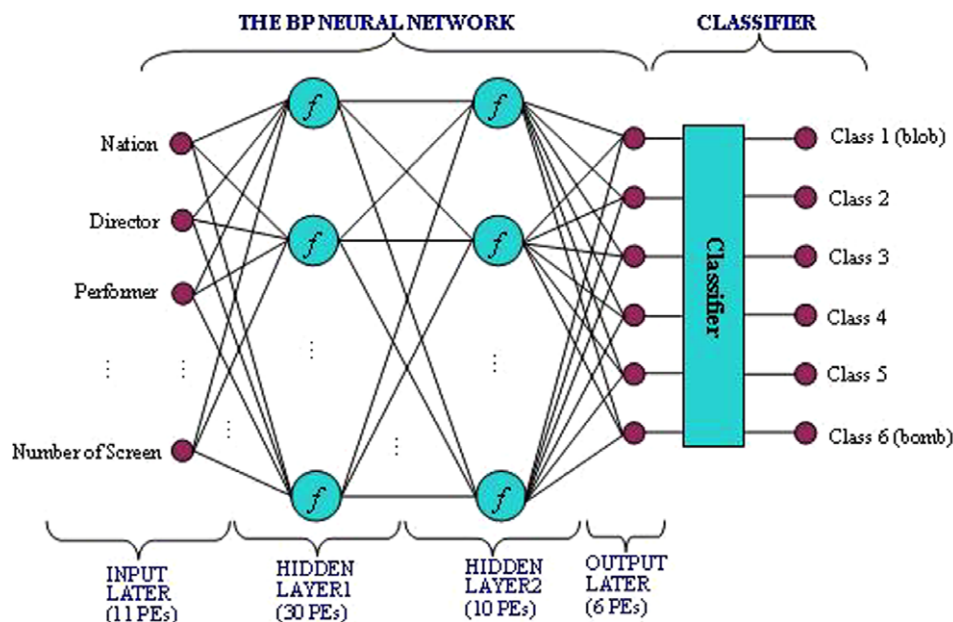 THE BP NEURAL NETWORK
CLASSIFIER
Nation
Director
Performer
Number of Screen
f
f
f
f
f
f
Classifier
Class 1 (blob)
Class 2
Class 3
Class 4
Class 5
Class 6 (bomb)
INPUT
LATER
(11 PEs)
HIDDEN
LAYER1
(30 PEs)
HIDDEN
LAYER2
(10 PEs)
OUTPUT
LATER
(6 PEs)